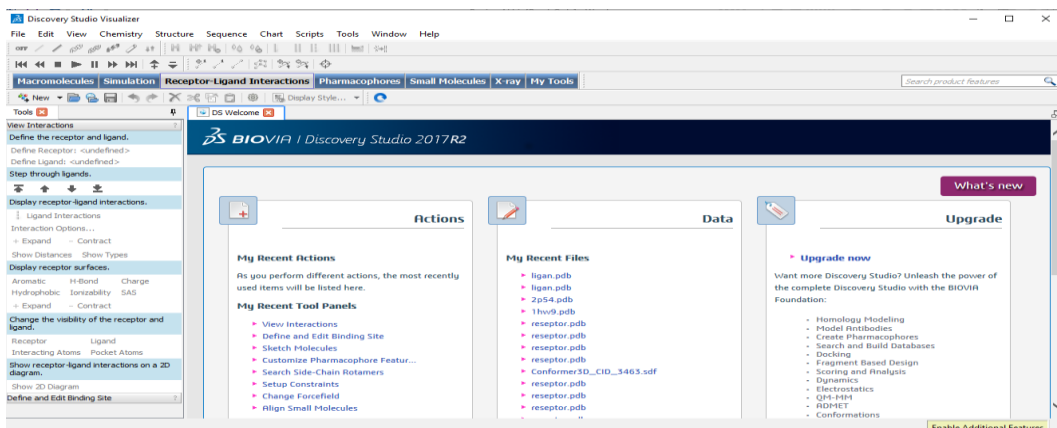 Discovery Studio Visualizer
File Edit View Chemistry Structure Sequence Chart Scripts Tools Window Help
OFF
Macromolecules Simulation Receptor-Ligand Interactions Pharmacophores Small Molecules X-ray My Tools Search product features
New Display Style...
Tools DS Welcome
View Interactions ?
Define the receptor and ligand.
Define Receptor: <undefined>
Define Ligand: <undefined>
Step through ligands.
Display receptor-ligand interactions.
Ligand Interactions
Interaction Options...
+ Expand - Contract
Show Distances Show Types
Display receptor surfaces.
Aromatic H-Bond Charge
Hydrophobic Ionizability SAS
+ Expand - Contract
Change the visibility of the receptor and
ligand.
Receptor Ligand
Interacting Atoms Pocket Atoms
Show receptor-ligand interactions on a 2D
diagram.
Show 2D Diagram
Define and Edit Binding Site ?
BIOVIA | Discovery Studio 2017R2
What's new
Actions
My Recent Actions
As you perform different actions, the most recently
used items will be listed here.
My Recent Tool Panels
View Interactions
Define and Edit Binding Site
Sketch Molecules
Customize Pharmacophore Featur...
Search Side-Chain Rotamers
Setup Constraints
Change Forcefield
Align Small Molecules
Data
My Recent Files
ligan.pdb
ligan.pdb
2p54.pdb
1hw9.pdb
reseptor.pdb
reseptor.pdb
reseptor.pdb
Conformer3D_CID_3463.sdf
reseptor.pdb
reseptor.pdb
reseptor.pdb
Upgrade
Upgrade now
Want more Discovery Studio? Unleash the power of
the complete Discovery Studio with the BIOVIA
Foundation:
- Homology Modeling
- Model Antibodies
- Create Pharmacophores
- Search and Build Databases
- Docking
- Fragment Based Design
- Scoring and Analysis
- Dynamics
- Electrostatics
- QM-MM
- ADMET
- Conformations
Enable Additional Features